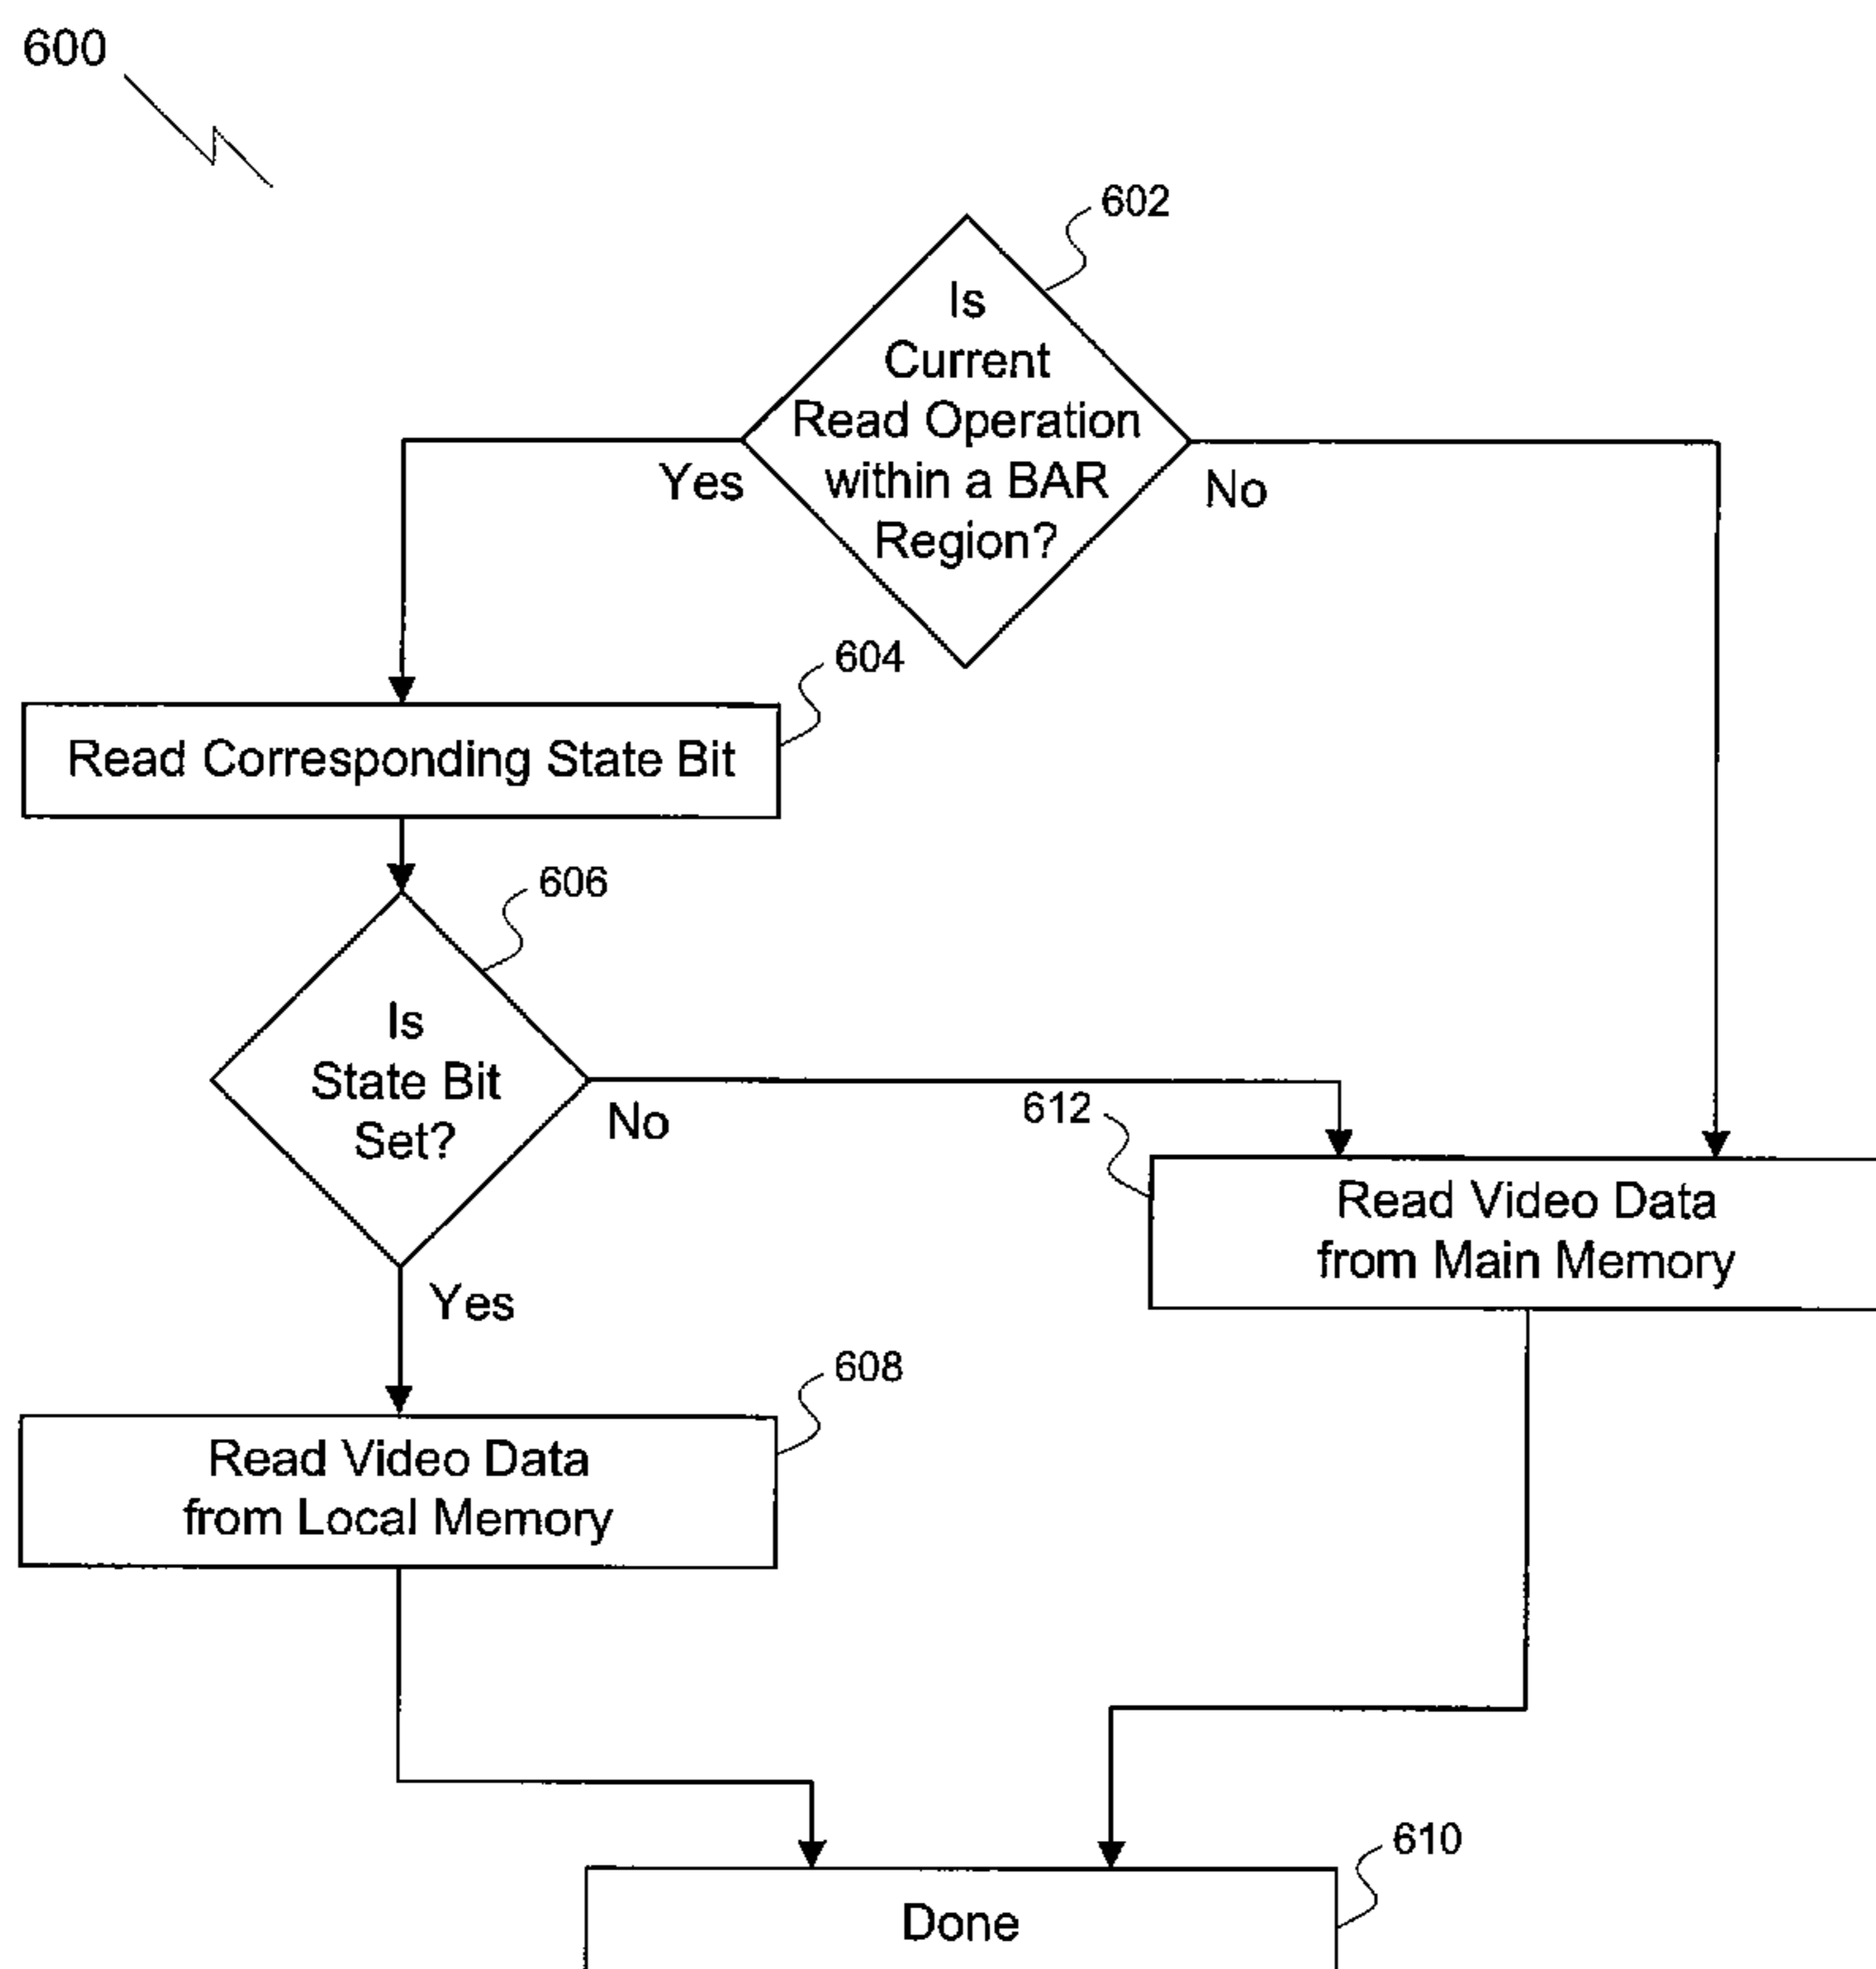 600
602
Is
Current
Read Operation
within a BAR
Region?
Yes
No
604
Read Corresponding State Bit
606
Is
State Bit
Set?
No
612
Read Video Data
from Main Memory
Yes
608
Read Video Data
from Local Memory
610
Done